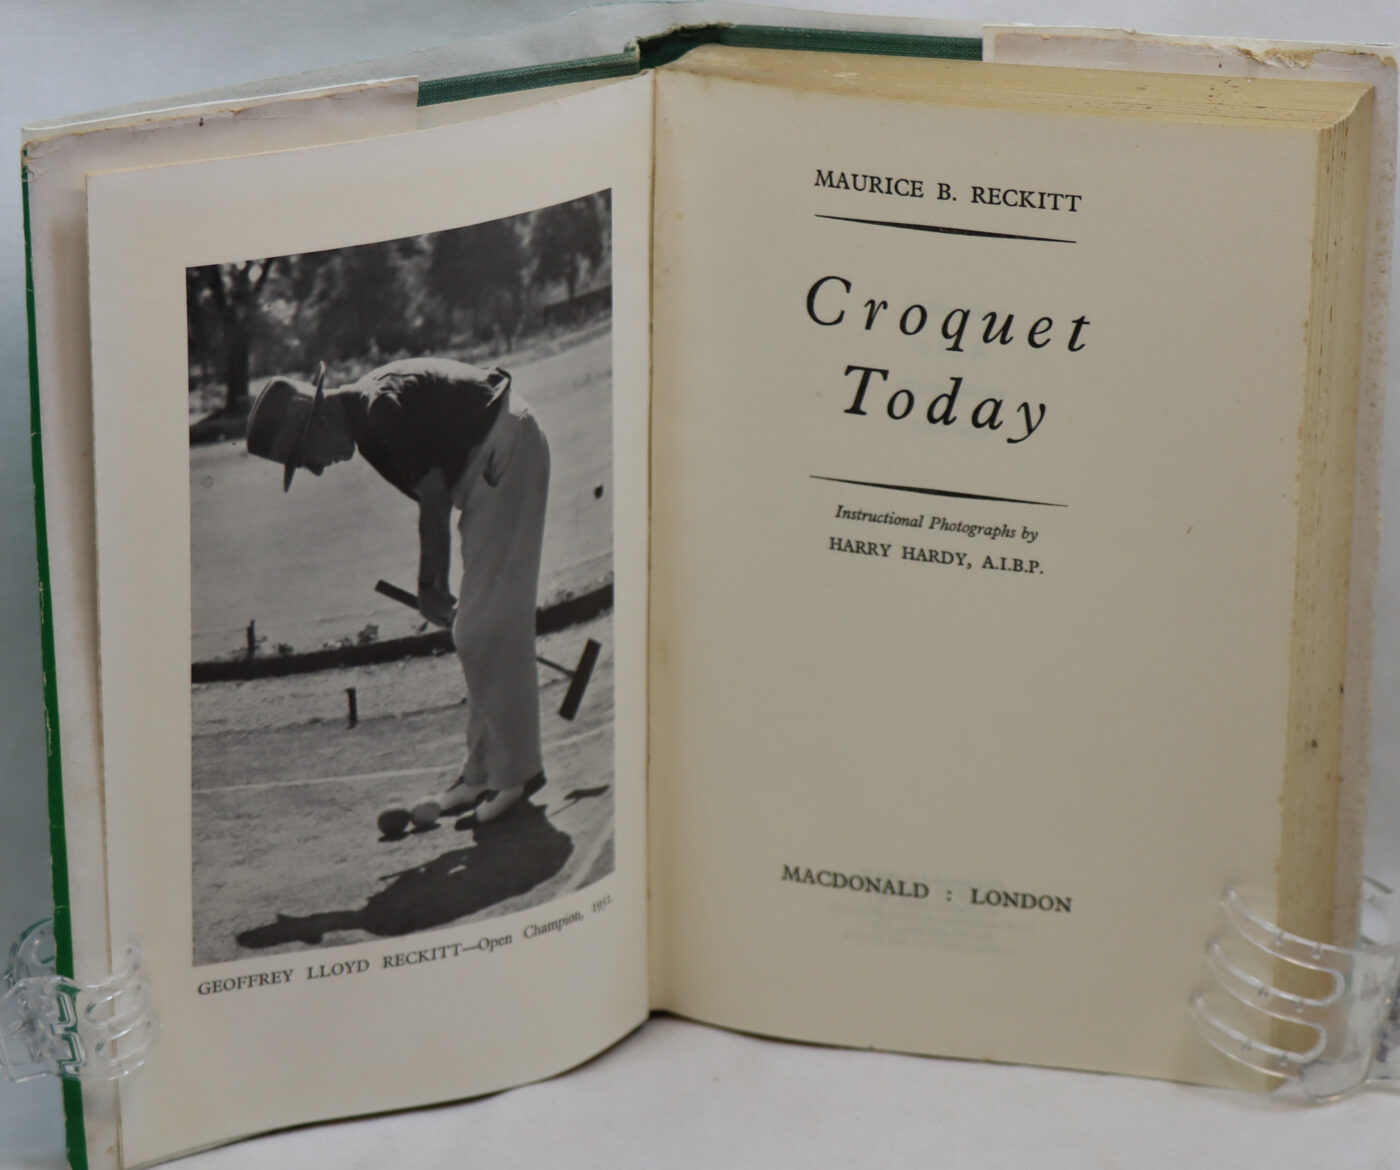 GEOFFREY LLOYD RECKITT—Open Champion, 1951.
MAURICE B. RECKITT
Croquet
Today
Instructional Photographs by
HARRY HARDY, A.I.B.P.
MACDONALD : LONDON